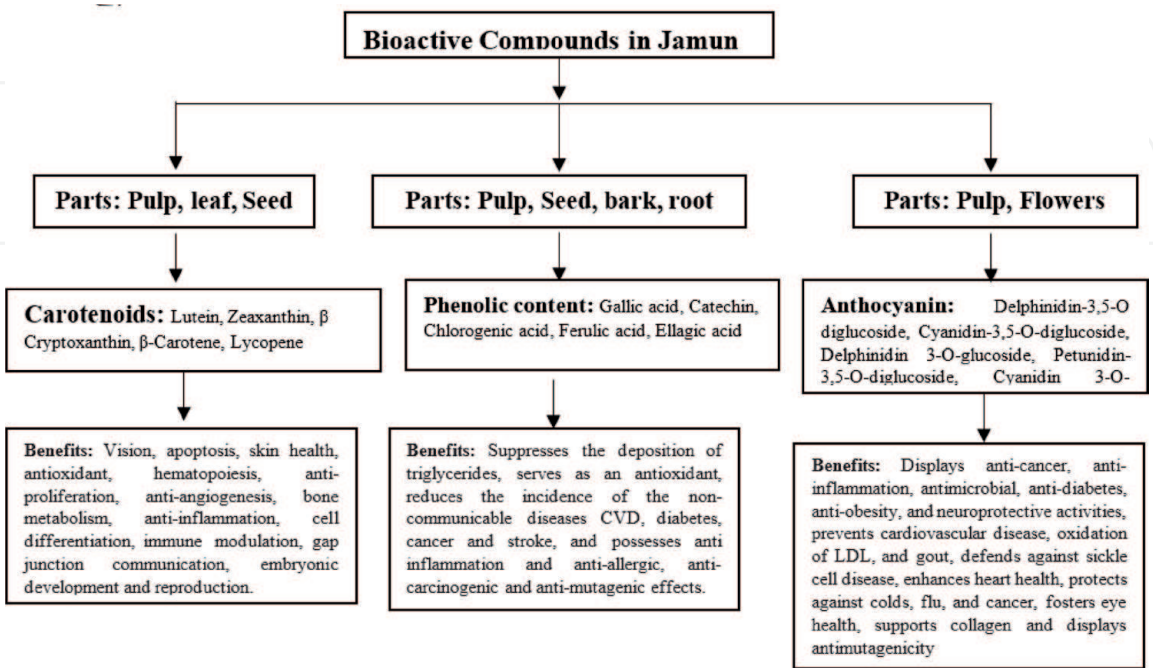 Bioactive Compounds in Jamun
Parts: Pulp, leaf, Seed
Carotenoids: Lutein, Zeaxanthin, β
Cryptoxanthin, β-Carotene, Lycopene
Benefits: Vision, apoptosis, skin health,
antioxidant, hematopoiesis, anti-
proliferation, anti-angiogenesis, bone
metabolism, anti-inflammation, cell
differentiation, immune modulation, gap
junction communication, embryonic
development and reproduction.
Parts: Pulp, Seed, bark, root
Phenolic content: Gallic acid, Catechin,
Chlorogenic acid, Ferulic acid, Ellagic acid
Benefits: Suppresses the deposition of
triglycerides, serves as an antioxidant,
reduces the incidence of the non-
communicable diseases CVD, diabetes,
cancer and stroke, and possesses anti
inflammation and anti-allergic, anti-
carcinogenic and anti-mutagenic effects.
Parts: Pulp, Flowers
Anthocyanin: Delphinidin-3,5-O
diglucoside, Cyanidin-3,5-O-diglucoside,
Delphinidin 3-O-glucoside, Petunidin-
3,5-O-diglucoside, Cyanidin 3-O-
Benefits: Displays anti-cancer, anti-
inflammation, antimicrobial, anti-diabetes,
anti-obesity, and neuroprotective activities,
prevents cardiovascular disease, oxidation
of LDL, and gout, defends against sickle
cell disease, enhances heart health, protects
against colds, flu, and cancer, fosters eye
health, supports collagen and displays
antimutagenicity